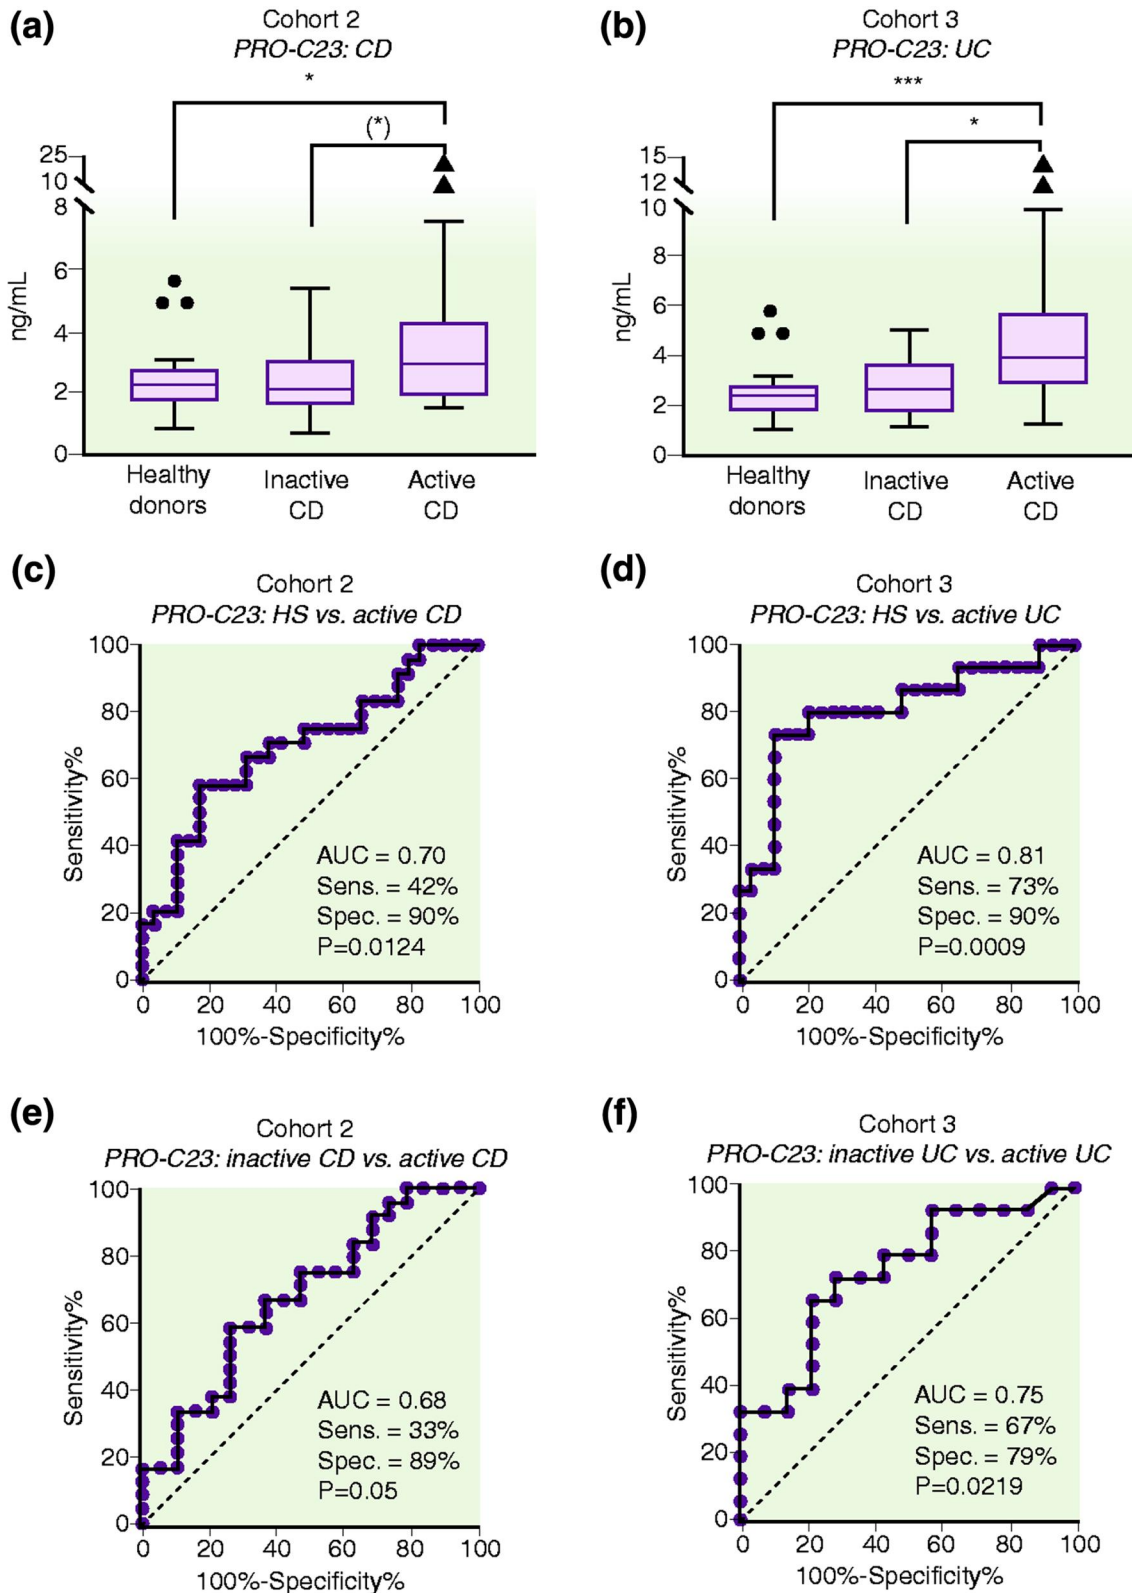 (a)
Cohort 2
PRO-C23: CD
*
(*)
25
10
8
6
4
2
0
ng/mL
Healthy donors
Inactive CD
Active CD
(b)
Cohort 3
PRO-C23: UC
***
*
15
12
10
8
6
4
2
0
ng/mL
Healthy donors
Inactive CD
Active CD
(c)
Cohort 2
PRO-C23: HS vs. active CD
100
80
60
40
20
0
Sensitivity%
AUC = 0.70
Sens. = 42%
Spec. = 90%
P=0.0124
0 20 40 60 80 100
100%-Specificity%
(d)
Cohort 3
PRO-C23: HS vs. active UC
100
80
60
40
20
0
Sensitivity%
AUC = 0.81
Sens. = 73%
Spec. = 90%
P=0.0009
0 20 40 60 80 100
100%-Specificity%
(e)
Cohort 2
PRO-C23: inactive CD vs. active CD
100
80
60
40
20
0
Sensitivity%
AUC = 0.68
Sens. = 33%
Spec. = 89%
P=0.05
0 20 40 60 80 100
100%-Specificity%
(f)
Cohort 3
PRO-C23: inactive UC vs. active UC
100
80
60
40
20
0
Sensitivity%
AUC = 0.75
Sens. = 67%
Spec. = 79%
P=0.0219
0 20 40 60 80 100
100%-Specificity%